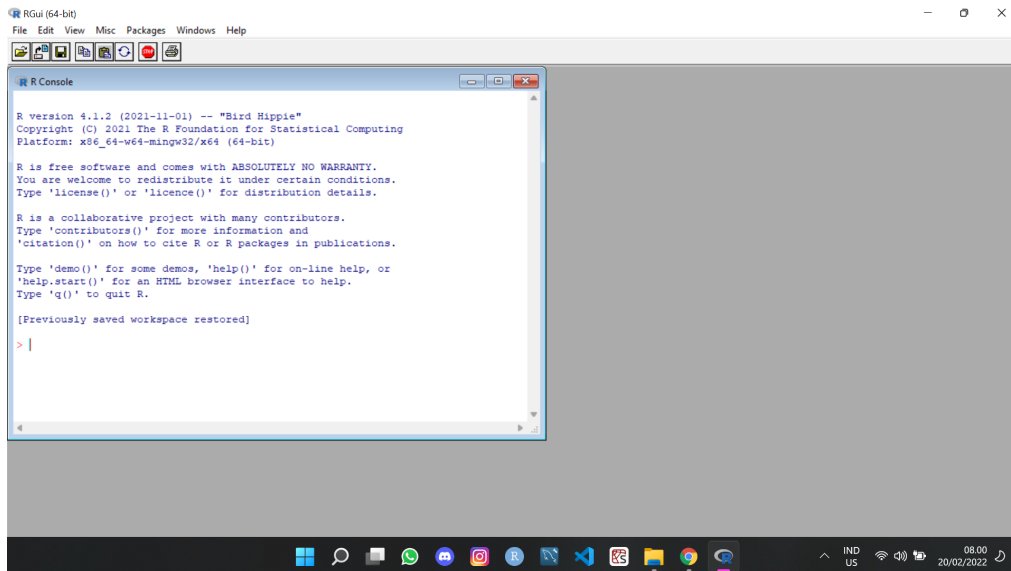 RGui (64-bit)
File Edit View Misc Packages Windows Help
STOP
R Console
R version 4.1.2 (2021-11-01) -- "Bird Hippie"
Copyright (C) 2021 The R Foundation for Statistical Computing
Platform: x86_64-w64-mingw32/x64 (64-bit)
R is free software and comes with ABSOLUTELY NO WARRANTY.
You are welcome to redistribute it under certain conditions.
Type 'license()' or 'licence()' for distribution details.
R is a collaborative project with many contributors.
Type 'contributors()' for more information and
'citation()' on how to cite R or R packages in publications.
Type 'demo()' for some demos, 'help()' for on-line help, or
'help.start()' for an HTML browser interface to help.
Type 'q()' to quit R.
[Previously saved workspace restored]
>
IND
US
08.00
20/02/2022